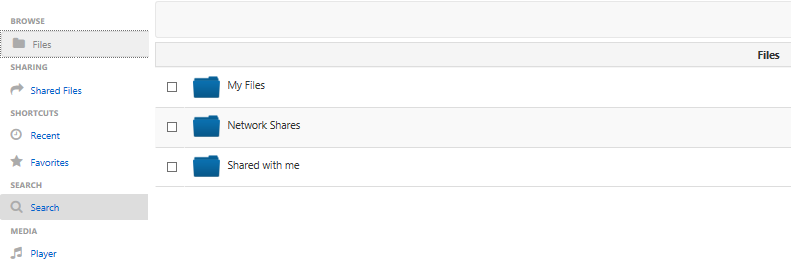 BROWSE
Files
SHARING
Shared Files
SHORTCUTS
Recent
Favorites
SEARCH
Search
MEDIA
Player
Files
My Files
Network Shares
Shared with me